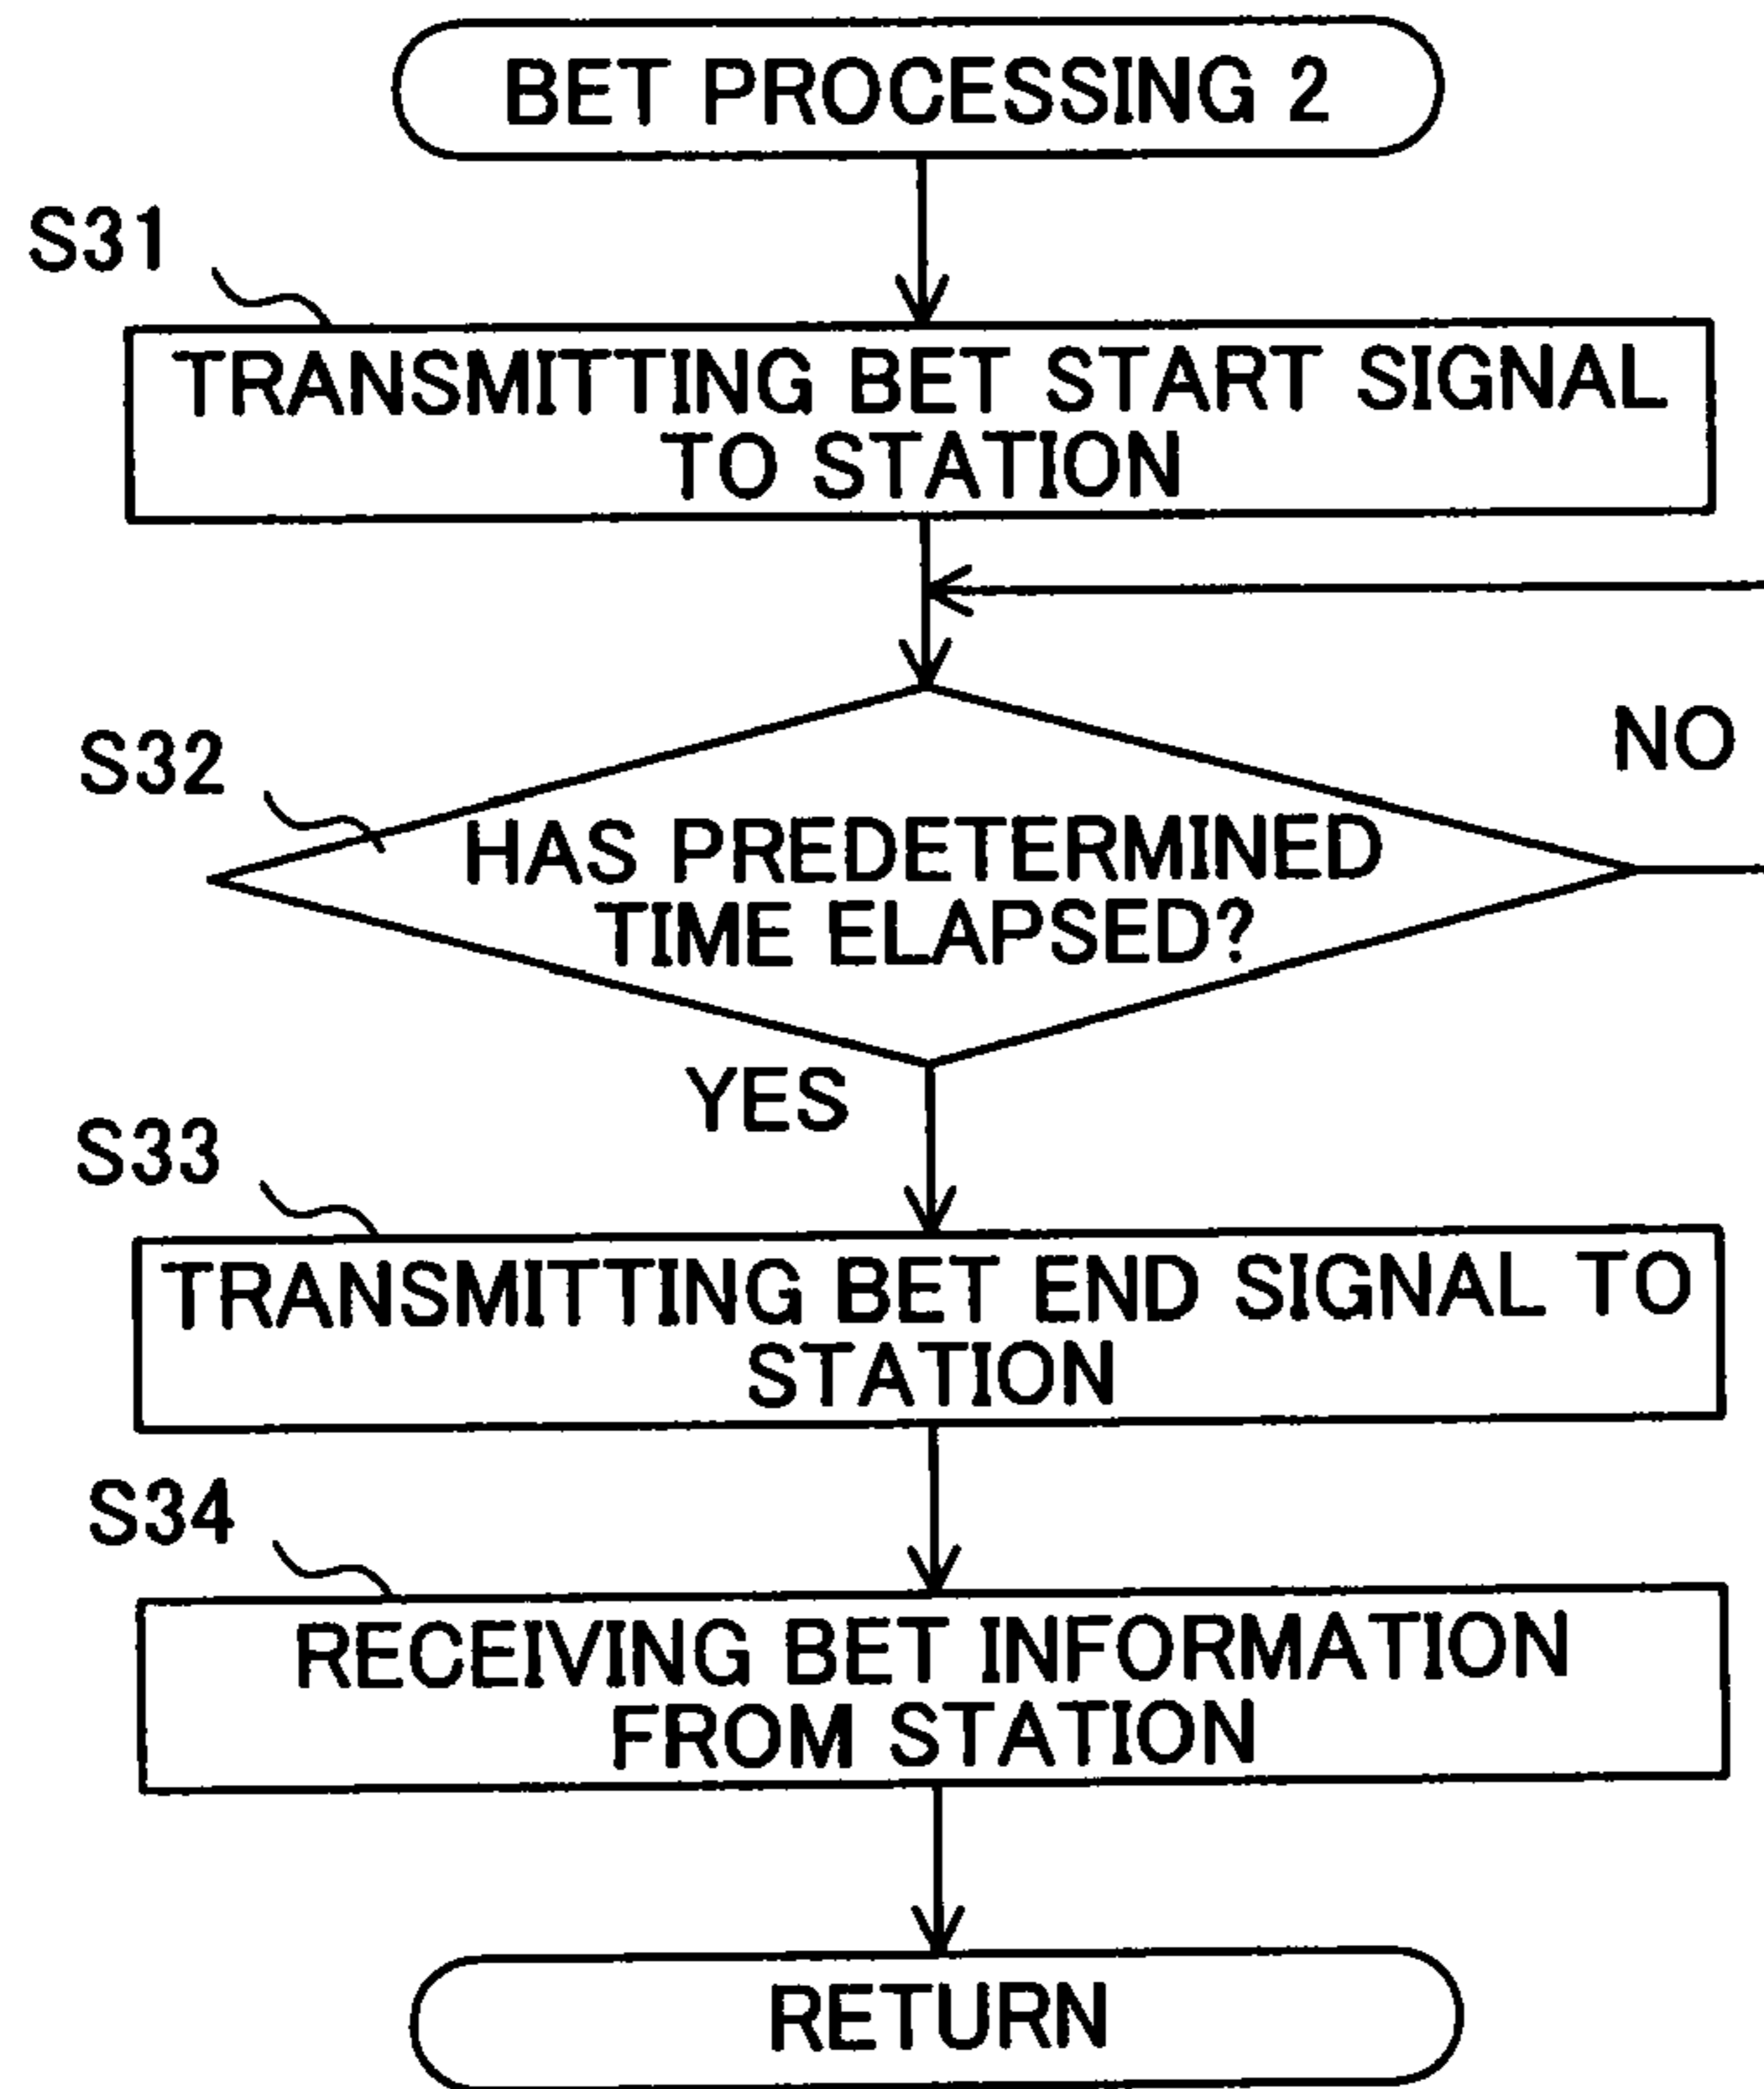 BET PROCESSING 2
S31
TRANSMITTING BET START SIGNAL
TO STATION
S32
NO
HAS PREDETERMINED
TIME ELAPSED?
YES
S33
TRANSMITTING BET END SIGNAL TO
STATION
S34
RECEIVING BET INFORMATION
FROM STATION
RETURN